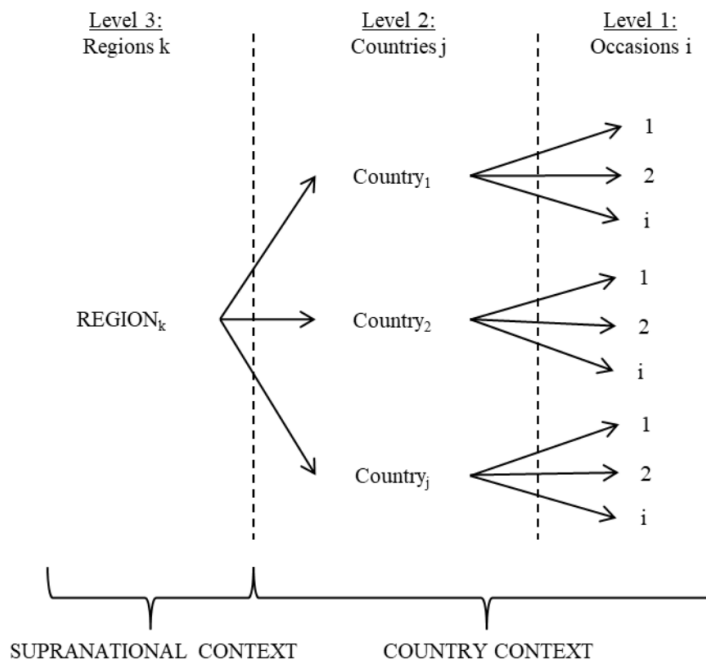 Level 3:
Regions k
Level 2:
Countries j
Level 1:
Occasions i
1
Country₁
2
i
1
REGIONₖ
Country₂
2
i
1
Countryⱼ
2
i
SUPRANATIONAL CONTEXT
COUNTRY CONTEXT